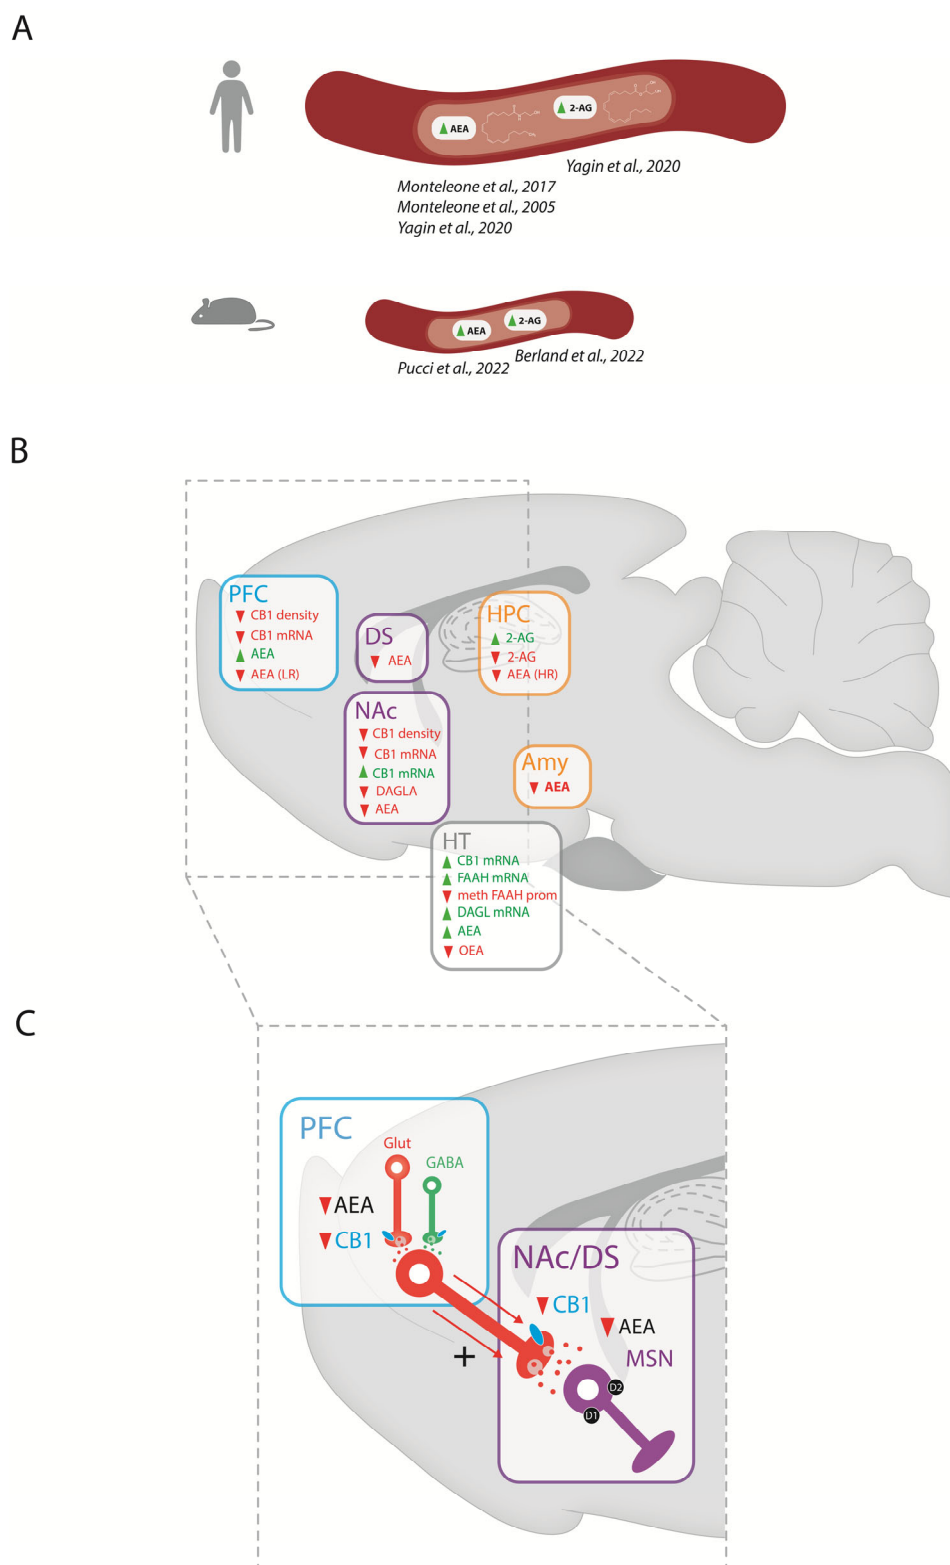 A
AEA
2-AG
Yagin et al., 2020
Monteleone et al., 2017
Monteleone et al., 2005
Yagin et al., 2020
AEA
2-AG
Berland et al., 2022
Pucci et al., 2022
B
PFC
CB1 density
CB1 mRNA
AEA
AEA (LR)
DS
AEA
HPC
2-AG
2-AG
AEA (HR)
NAc
CB1 density
CB1 mRNA
CB1 mRNA
DAGLA
AEA
Amy
AEA
HT
CB1 mRNA
FAAH mRNA
meth FAAH prom
DAGL mRNA
AEA
OEA
C
PFC
Glut
GABA
AEA
CB1
NAc/DS
CB1
AEA
MSN
+
D2
D1